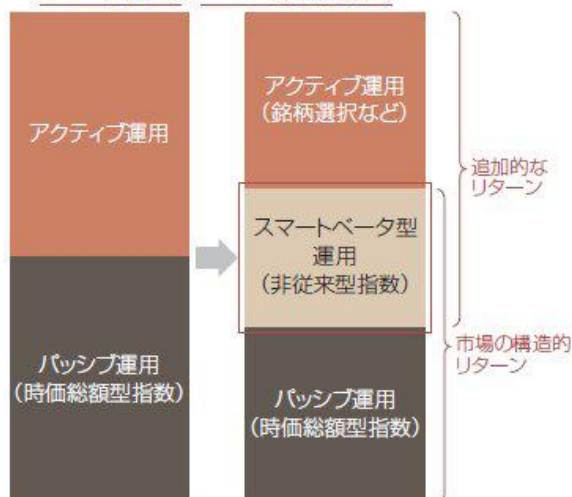 アクティブ運用
パッシブ運用
(時価総額型指数)
アクティブ運用
(銘柄選択など)
スマートベータ型
運用
(非従来型指数)
パッシブ運用
(時価総額型指数)
追加的な
リターン
市場の構造的
リターン